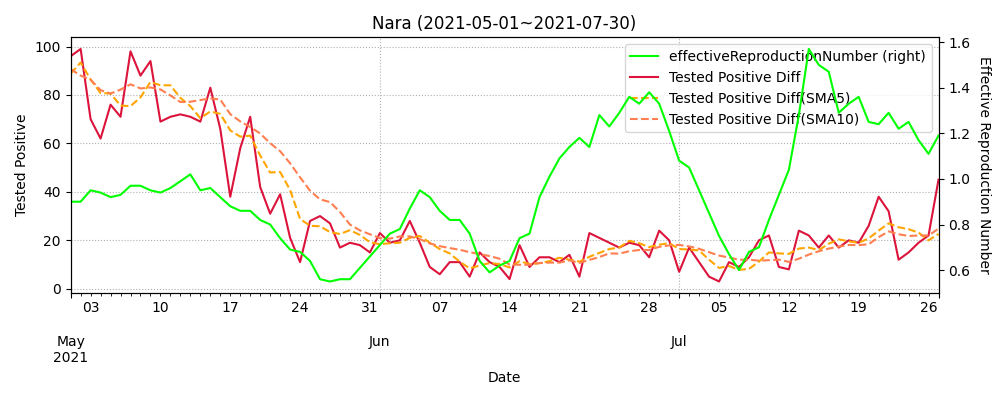 Nara (2021-05-01~2021-07-30)
effectiveReproductionNumber (right)
Tested Positive Diff
Tested Positive Diff(SMA5)
Tested Positive Diff(SMA10)
Tested Positive
100
80
60
40
20
0
1.6
1.4
1.2
1.0
0.8
0.6
Effective Reproduction Number
03 10 17 24 31 07 14 21 28 05 12 19 26
May Jun Jul
2021
Date